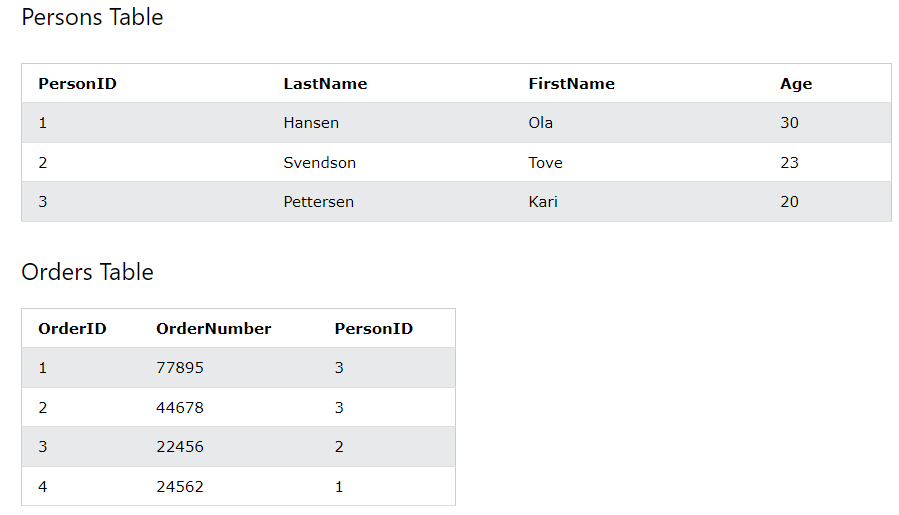 Persons Table
PersonID LastName FirstName Age
1 Hansen Ola 30
2 Svendson Tove 23
3 Pettersen Kari 20
Orders Table
OrderID OrderNumber PersonID
1 77895 3
2 44678 3
3 22456 2
4 24562 1